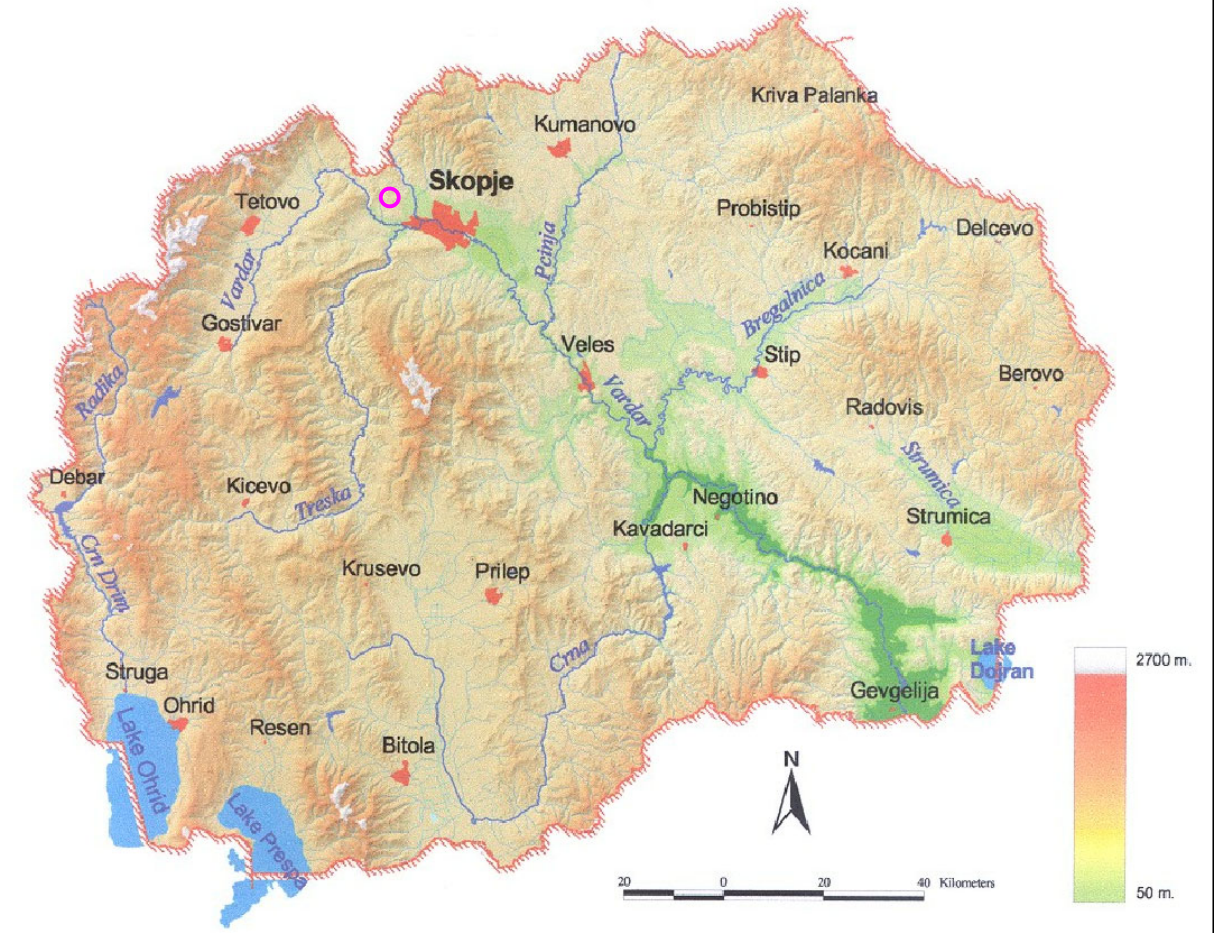 Kriva Palanka
Kumanovo
Skopje
Tetovo
Probistip
Delcevo
Pcinja
Kocani
Vardar
Bregalnica
Gostivar
Veles
Stip
Radika
Vardar
Berovo
Radovis
Strumica
Debar
Kicevo
Treska
Negotino
Kavadarci
Strumica
Crn Drim
Krusevo
Prilep
Crna
Lake
Dojran
2700 m.
Struga
Gevgelija
Ohrid
Resen
Bitola
Lake Ohrid
N
Lake Prespa
20 0 20 40 Kilometers
50 m.